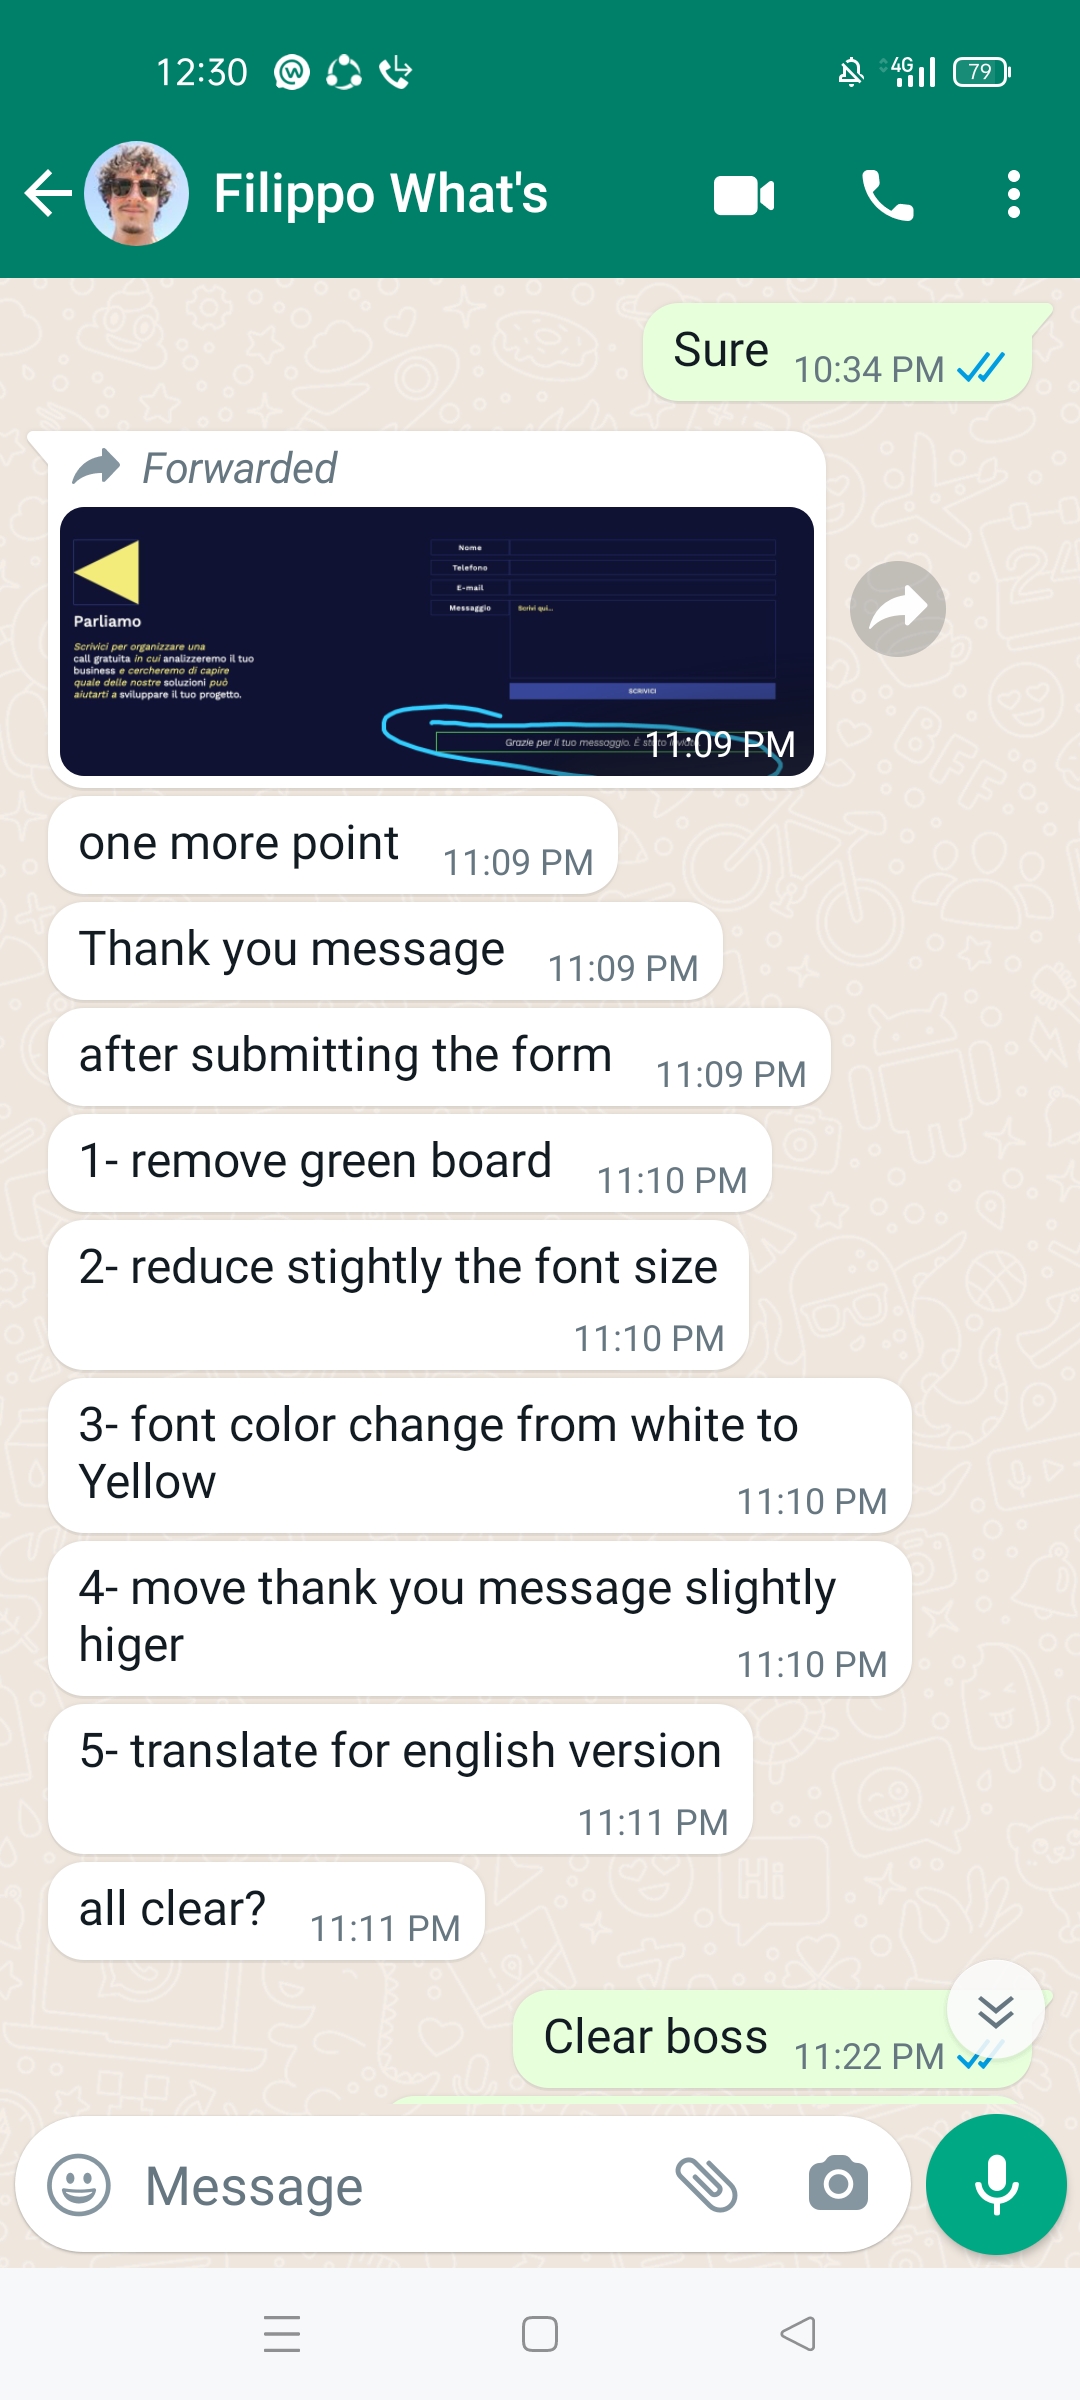 12:30
4G
79
Filippo What's
Sure 10:34 PM
Forwarded
Parliamo
Scrivici per organizzare una
call gratuita in cui analizzeremo il tuo
business e cercheremo di capire
quale delle nostre soluzioni può
aiutarti a sviluppare il tuo progetto.
Nome
Telefono
E-mail
Messaggio
Scrivi qui...
SCRIVICI
Grazie per il tuo messaggio. È
11:09 PM
one more point 11:09 PM
Thank you message 11:09 PM
after submitting the form 11:09 PM
1- remove green board 11:10 PM
2- reduce stightly the font size
11:10 PM
3- font color change from white to
Yellow
11:10 PM
4- move thank you message slightly
higer
11:10 PM
5- translate for english version
11:11 PM
all clear? 11:11 PM
Clear boss 11:22 PM
Message